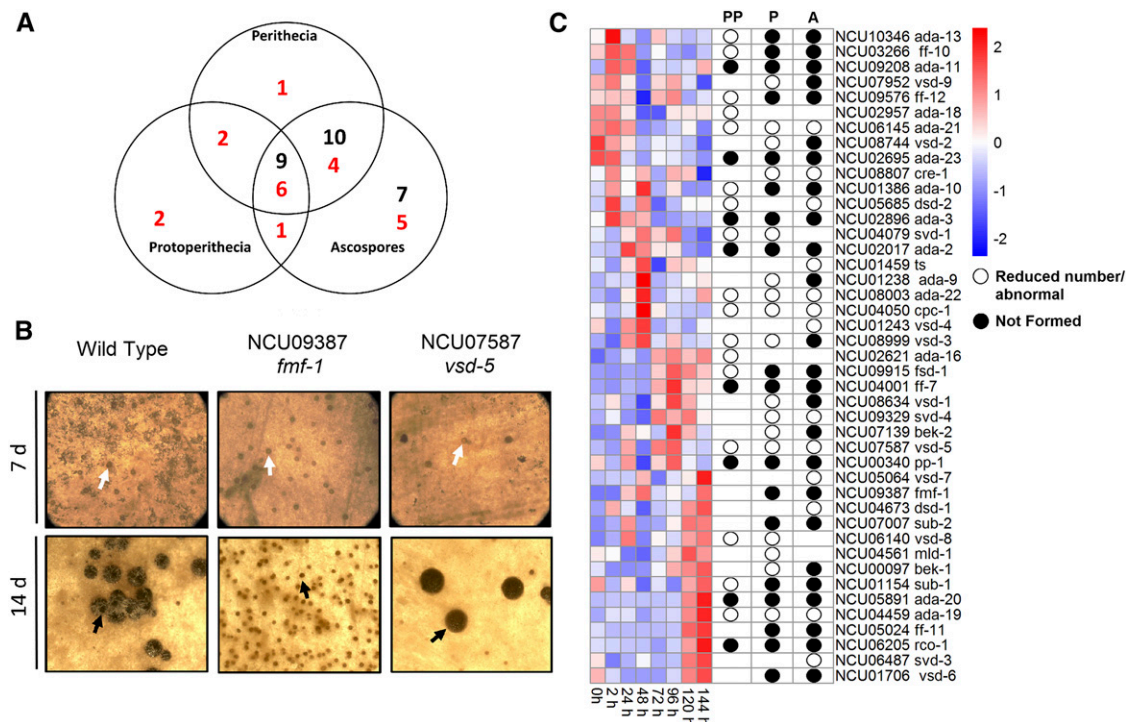 A
Perithecia
1
2
10
9
4
6
7
2
5
Protoperithecia
1
Ascospores
B
Wild Type
NCU09387
fmf-1
NCU07587
vsd-5
7 d
14 d
C
PP P A
NCU10346 ada-13
NCU03266 ff-10
NCU09208 ada-11
NCU07952 vsd-9
NCU09576 ff-12
NCU02957 ada-18
NCU06145 ada-21
NCU08744 vsd-2
NCU02695 ada-23
NCU08807 cre-1
NCU01386 ada-10
NCU05685 dsd-2
NCU02896 ada-3
NCU04079 svd-1
NCU02017 ada-2
NCU01459 ts
NCU01238 ada-9
NCU08003 ada-22
NCU04050 cpc-1
NCU01243 vsd-4
NCU08999 vsd-3
NCU02621 ada-16
NCU09915 fsd-1
NCU04001 ff-7
NCU08634 vsd-1
NCU09329 svd-4
NCU07139 bek-2
NCU07587 vsd-5
NCU00340 pp-1
NCU05064 vsd-7
NCU09387 fmf-1
NCU04673 dsd-1
NCU07007 sub-2
NCU06140 vsd-8
NCU04561 mld-1
NCU00097 bek-1
NCU01154 sub-1
NCU05891 ada-20
NCU04459 ada-19
NCU05024 ff-11
NCU06205 rco-1
NCU06487 svd-3
NCU01706 vsd-6
0h
2 h
24 h
48 h
72 h
96 h
120 h
144 h
2
1
0
-1
-2
Reduced number/
abnormal
Not Formed